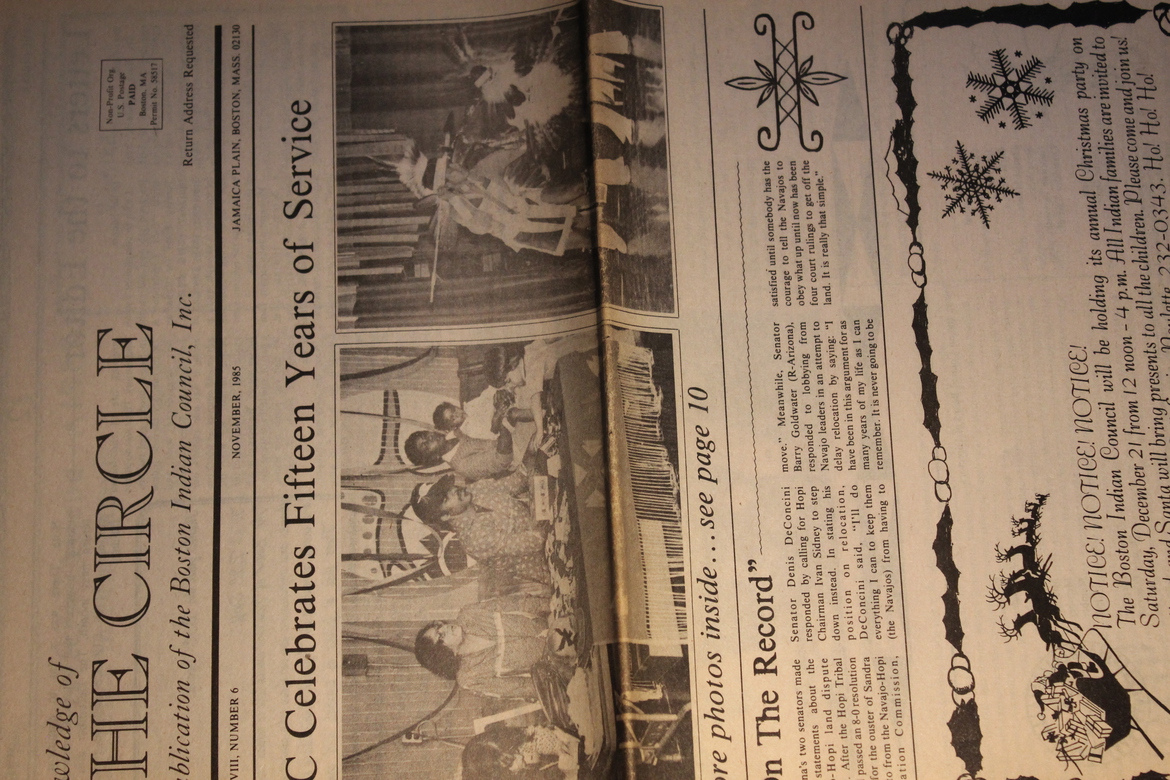 wledge of
HE CIRCLE
blication of the Boston Indian Council, Inc.
Non-Profit Org.
U.S. Postage
PAID
Boston, MA
Permit No. 58517
Return Address Requested
VIII, NUMBER 6
NOVEMBER, 1985
JAMAICA PLAIN, BOSTON, MASS. 02130
C Celebrates Fifteen Years of Service
ore photos inside...see page 10
n The Record”
na's two senators made
statements about the
-Hopi land dispute
After the Hopi Tribal
passed an 8-0 resolution
for the ouster of Sandra
o from the Navajo-Hopi
ation Commission,
Senator Denis DeConcini
responded by calling for Hopi
Chairman Ivan Sidney to step
down instead. In stating his
position on relocation,
DeConcini said, “I'll do
everything I can to keep them
(the Navajos) from having to
move.” Meanwhile, Senator
Barry Goldwater (R-Arizona),
responded to lobbying from
Navajo leaders in an attempt to
delay relocation by saying: “I
have been in this argument for as
many years of my life as I can
remember. It is never going to be
satisfied until somebody has the
courage to tell the Navajos to
obey what up until now has been
four court rulings to get off the
land. It is really that simple.”
NOTICE! NOTICE! NOTICE!
The Boston Indian Council will be holding its annual Christmas party on
Saturday, December 21 from 12 noon - 4 p.m. All Indian families are invited to
and Santa will bring presents to all the children. Please come and join us!
232-0343. Ho! Ho! Ho!